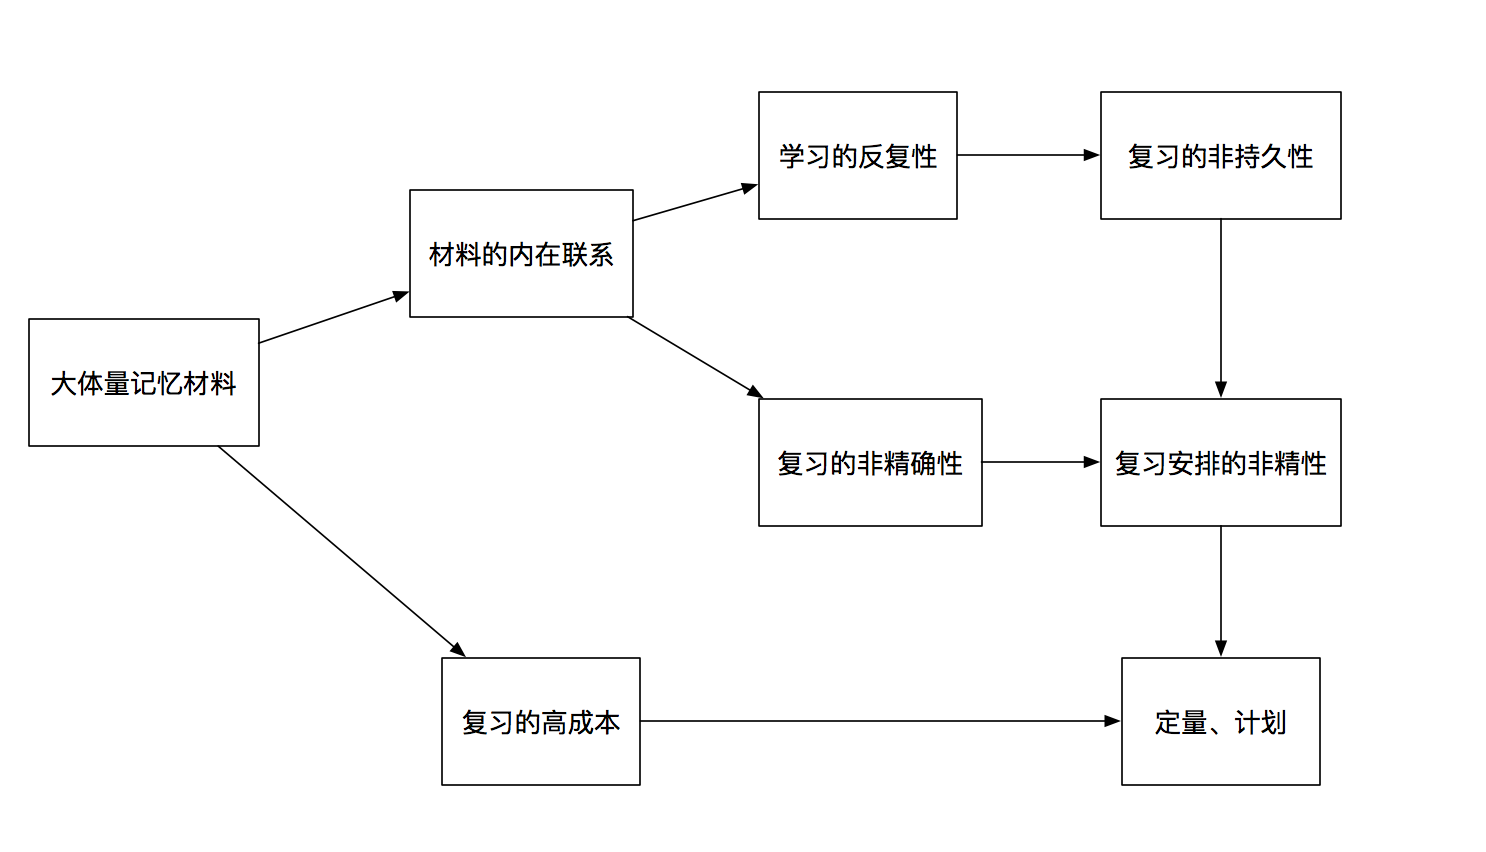 学习的反复性
复习的非持久性
材料的内在联系
大体量记忆材料
复习的非精确性
复习安排的非精性
复习的高成本
定量、计划